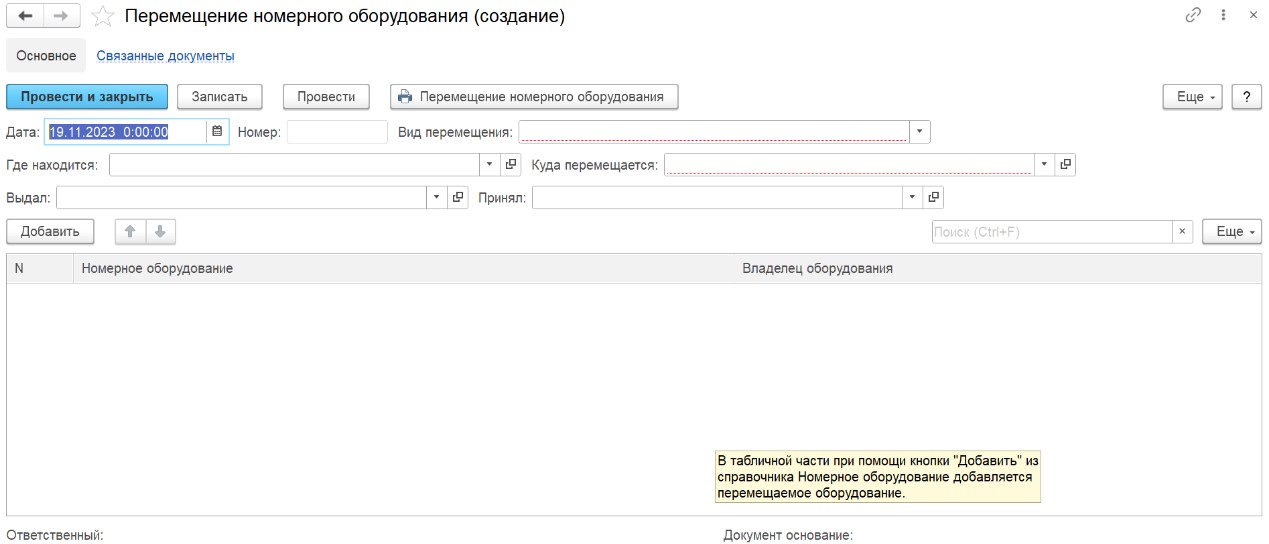 Перемещение номерного оборудования (создание)
Основное Связанные документы
Провести и закрыть Записать Провести Перемещение номерного оборудования Еще ?
Дата: 19.11.2023 0:00:00 Номер: Вид перемещения:
Где находится: Куда перемещается:
Выдал: Принял:
Добавить Поиск (Ctrl+F) × Еще
N Номерное оборудование Владелец оборудования
В табличной части при помощи кнопки "Добавить" из
справочника Номерное оборудование добавляется
перемещаемое оборудование.
Ответственный: Документ основание: